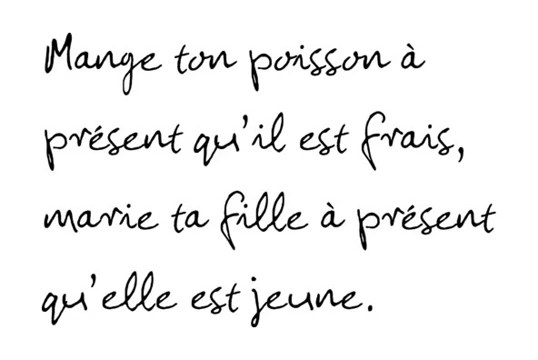 Mange ton poisson à
présent qu'il est frais,
marie ta fille à présent
qu'elle est jeune.